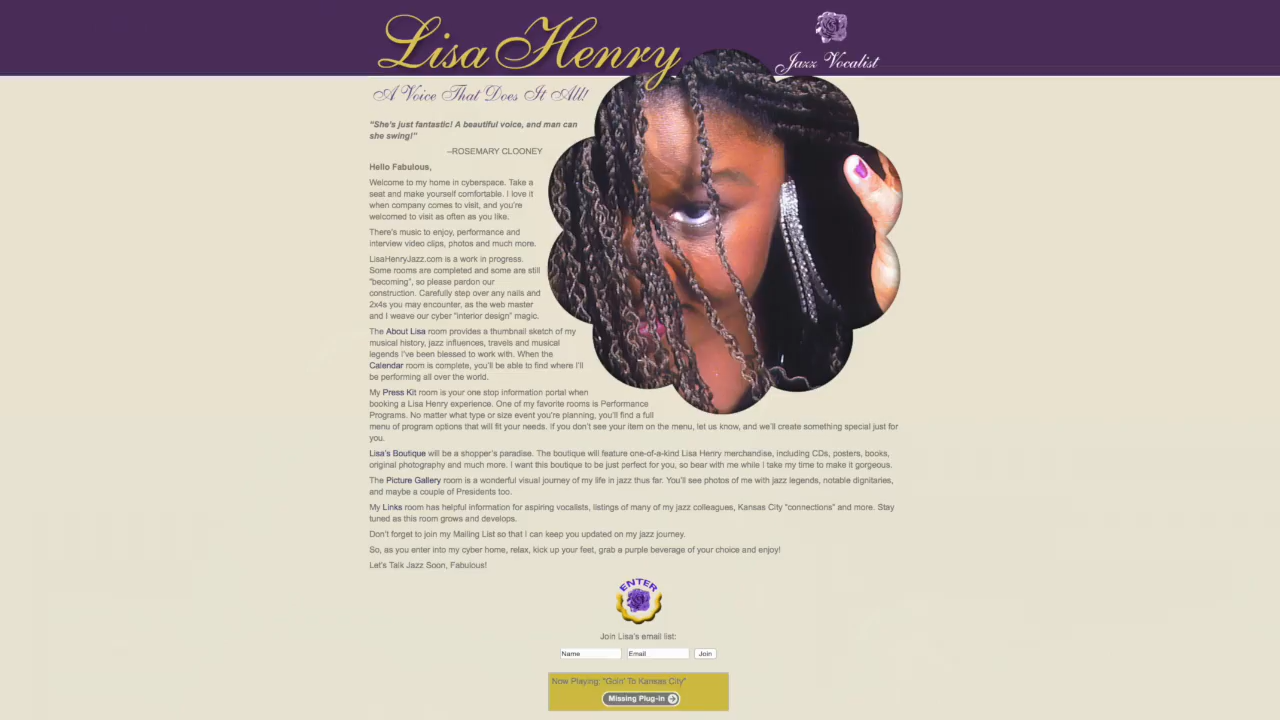 Lisa Henry
Jazz Vocalist
A Voice That Does It All!
"She's just fantastic! A beautiful voice, and man can
she swing!"
–ROSEMARY CLOONEY
Hello Fabulous,
Welcome to my home in cyberspace. Take a
seat and make yourself comfortable. I love it
when company comes to visit, and you're
welcomed to visit as often as you like.
There's music to enjoy, performance and
interview video clips, photos and much more.
LisaHenryJazz.com is a work in progress.
Some rooms are completed and some are still
"becoming", so please pardon our
construction. Carefully step over any nails and
2x4s you may encounter, as the web master
and I weave our cyber "interior design" magic.
The About Lisa room provides a thumbnail sketch of my
musical history, jazz influences, travels and musical
legends I've been blessed to work with. When the
Calendar room is complete, you'll be able to find where I'll
be performing all over the world.
My Press Kit room is your one stop information portal when
booking a Lisa Henry experience. One of my favorite rooms is Performance
Programs. No matter what type or size event you're planning, you'll find a full
menu of program options that will fit your needs. If you don't see your item on the menu, let us know, and we'll create something special just for
you.
Lisa's Boutique will be a shopper's paradise. The boutique will feature one-of-a-kind Lisa Henry merchandise, including CDs, posters, books,
original photography and much more. I want this boutique to be just perfect for you, so bear with me while I take my time to make it gorgeous.
The Picture Gallery room is a wonderful visual journey of my life in jazz thus far. You'll see photos of me with jazz legends, notable dignitaries,
and maybe a couple of Presidents too.
My Links room has helpful information for aspiring vocalists, listings of many of my jazz colleagues, Kansas City "connections" and more. Stay
tuned as this room grows and develops.
Don't forget to join my Mailing List so that I can keep you updated on my jazz journey.
So, as you enter into my cyber home, relax, kick up your feet, grab a purple beverage of your choice and enjoy!
Let's Talk Jazz Soon, Fabulous!
ENTER
Join Lisa's email list:
Name Email Join
Now Playing: "Goin' To Kansas City"
Missing Plug-in